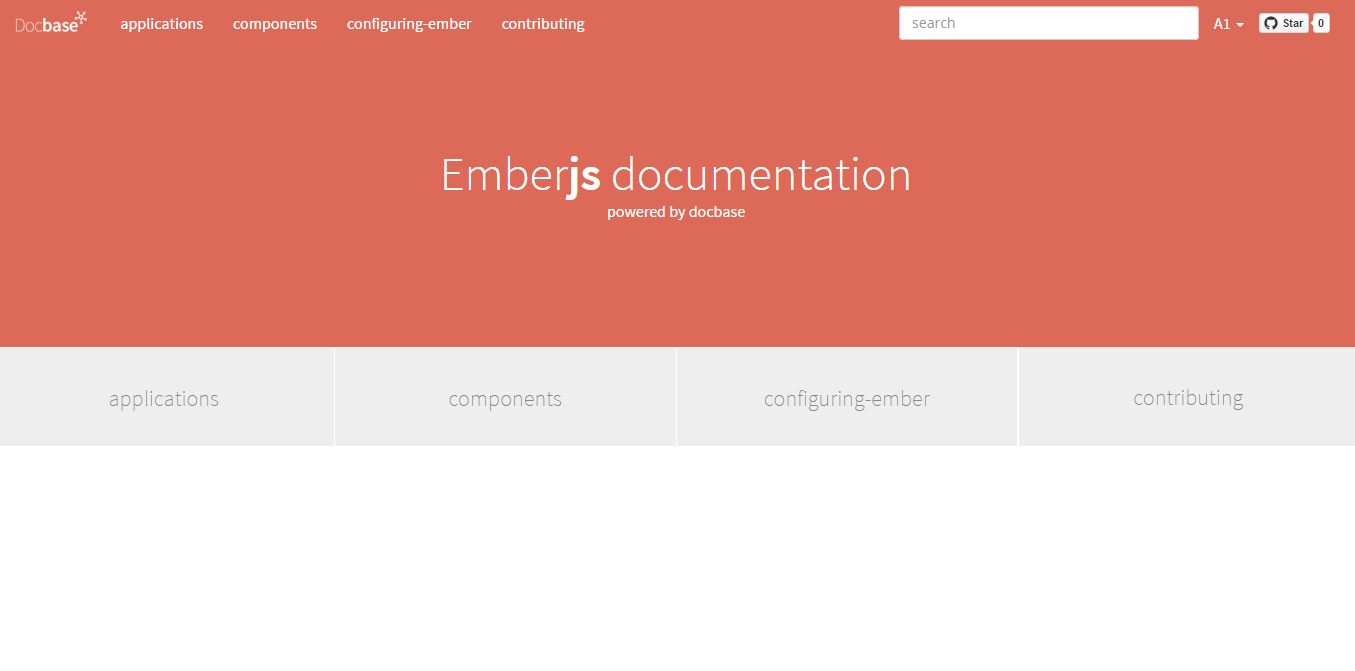 Docbase applications components configuring-ember contributing search A1 Star 0
Emberjs documentation
powered by docbase
applications components configuring-ember contributing